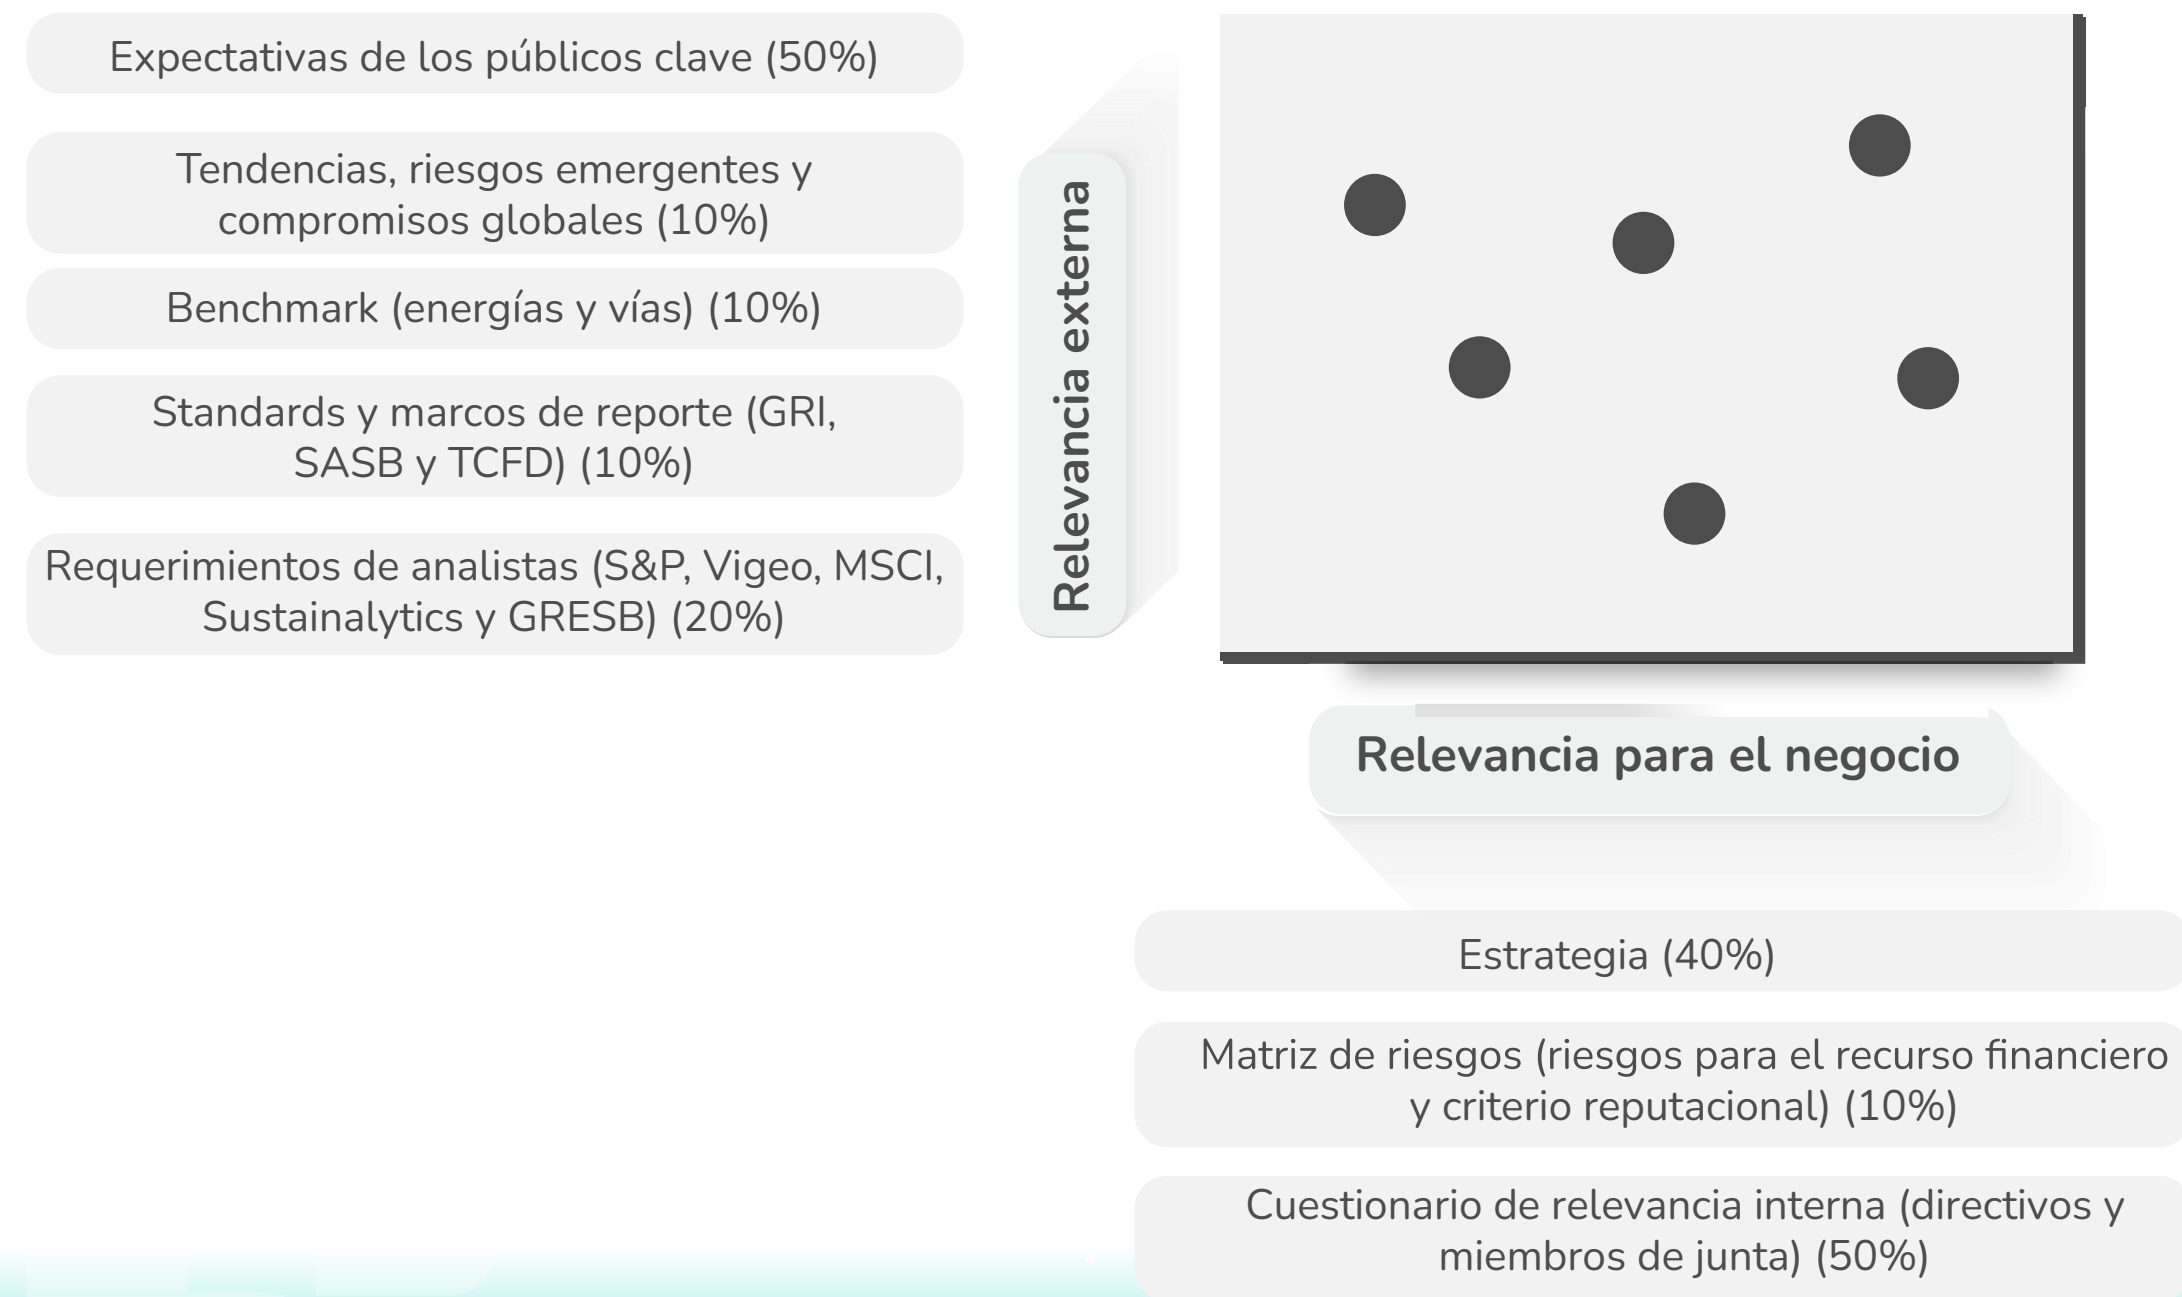 Expectativas de los públicos clave (50%)
Tendencias, riesgos emergentes y
compromisos globales (10%)
Benchmark (energías y vías) (10%)
Standards y marcos de reporte (GRI,
SASB y TCFD) (10%)
Requerimientos de analistas (S&P, Vigeo, MSCI,
Sustainalytics y GRESB) (20%)
Relevancia externa
Relevancia para el negocio
Estrategia (40%)
Matriz de riesgos (riesgos para el recurso financiero
y criterio reputacional) (10%)
Cuestionario de relevancia interna (directivos y
miembros de junta) (50%)